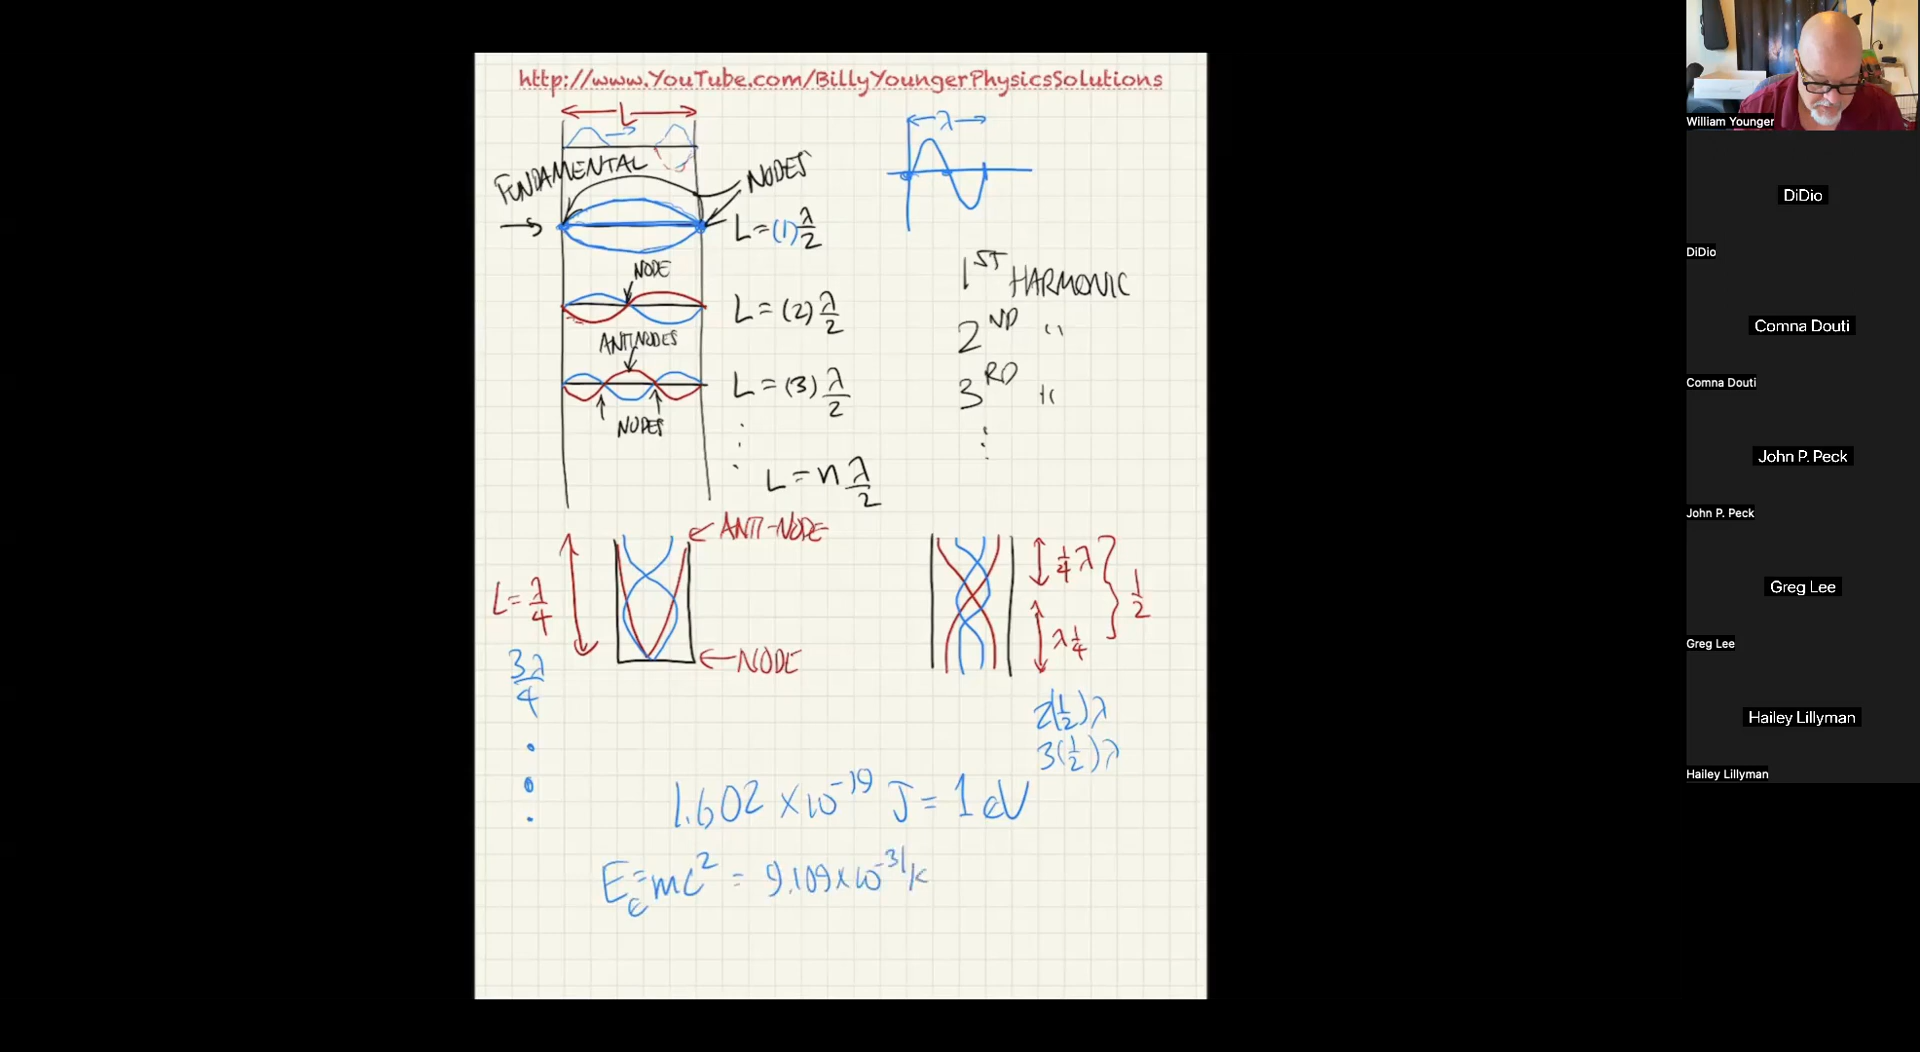 http://www.YouTube.com/BillyYoungerPhysicsSolutions
L
λ
FUNDAMENTAL
NODES
L = (1) λ/2
1ST HARMONIC
NODE
L = (2) λ/2
2ND "
ANTINODES
L = (3) λ/2
3RD "
NODES
L = n λ/2
ANTI-NODE
L = λ/4
1/4 λ
1/2
λ 1/4
NODE
3λ/4
2(1/2)λ
3(1/2)λ
1.602 × 10^-19 J = 1 eV
E_e = mc² = 9.109 × 10^-31 k
William Younger
DiDio
DiDio
Comna Douti
Comna Douti
John P. Peck
John P. Peck
Greg Lee
Greg Lee
Hailey Lillyman
Hailey Lillyman